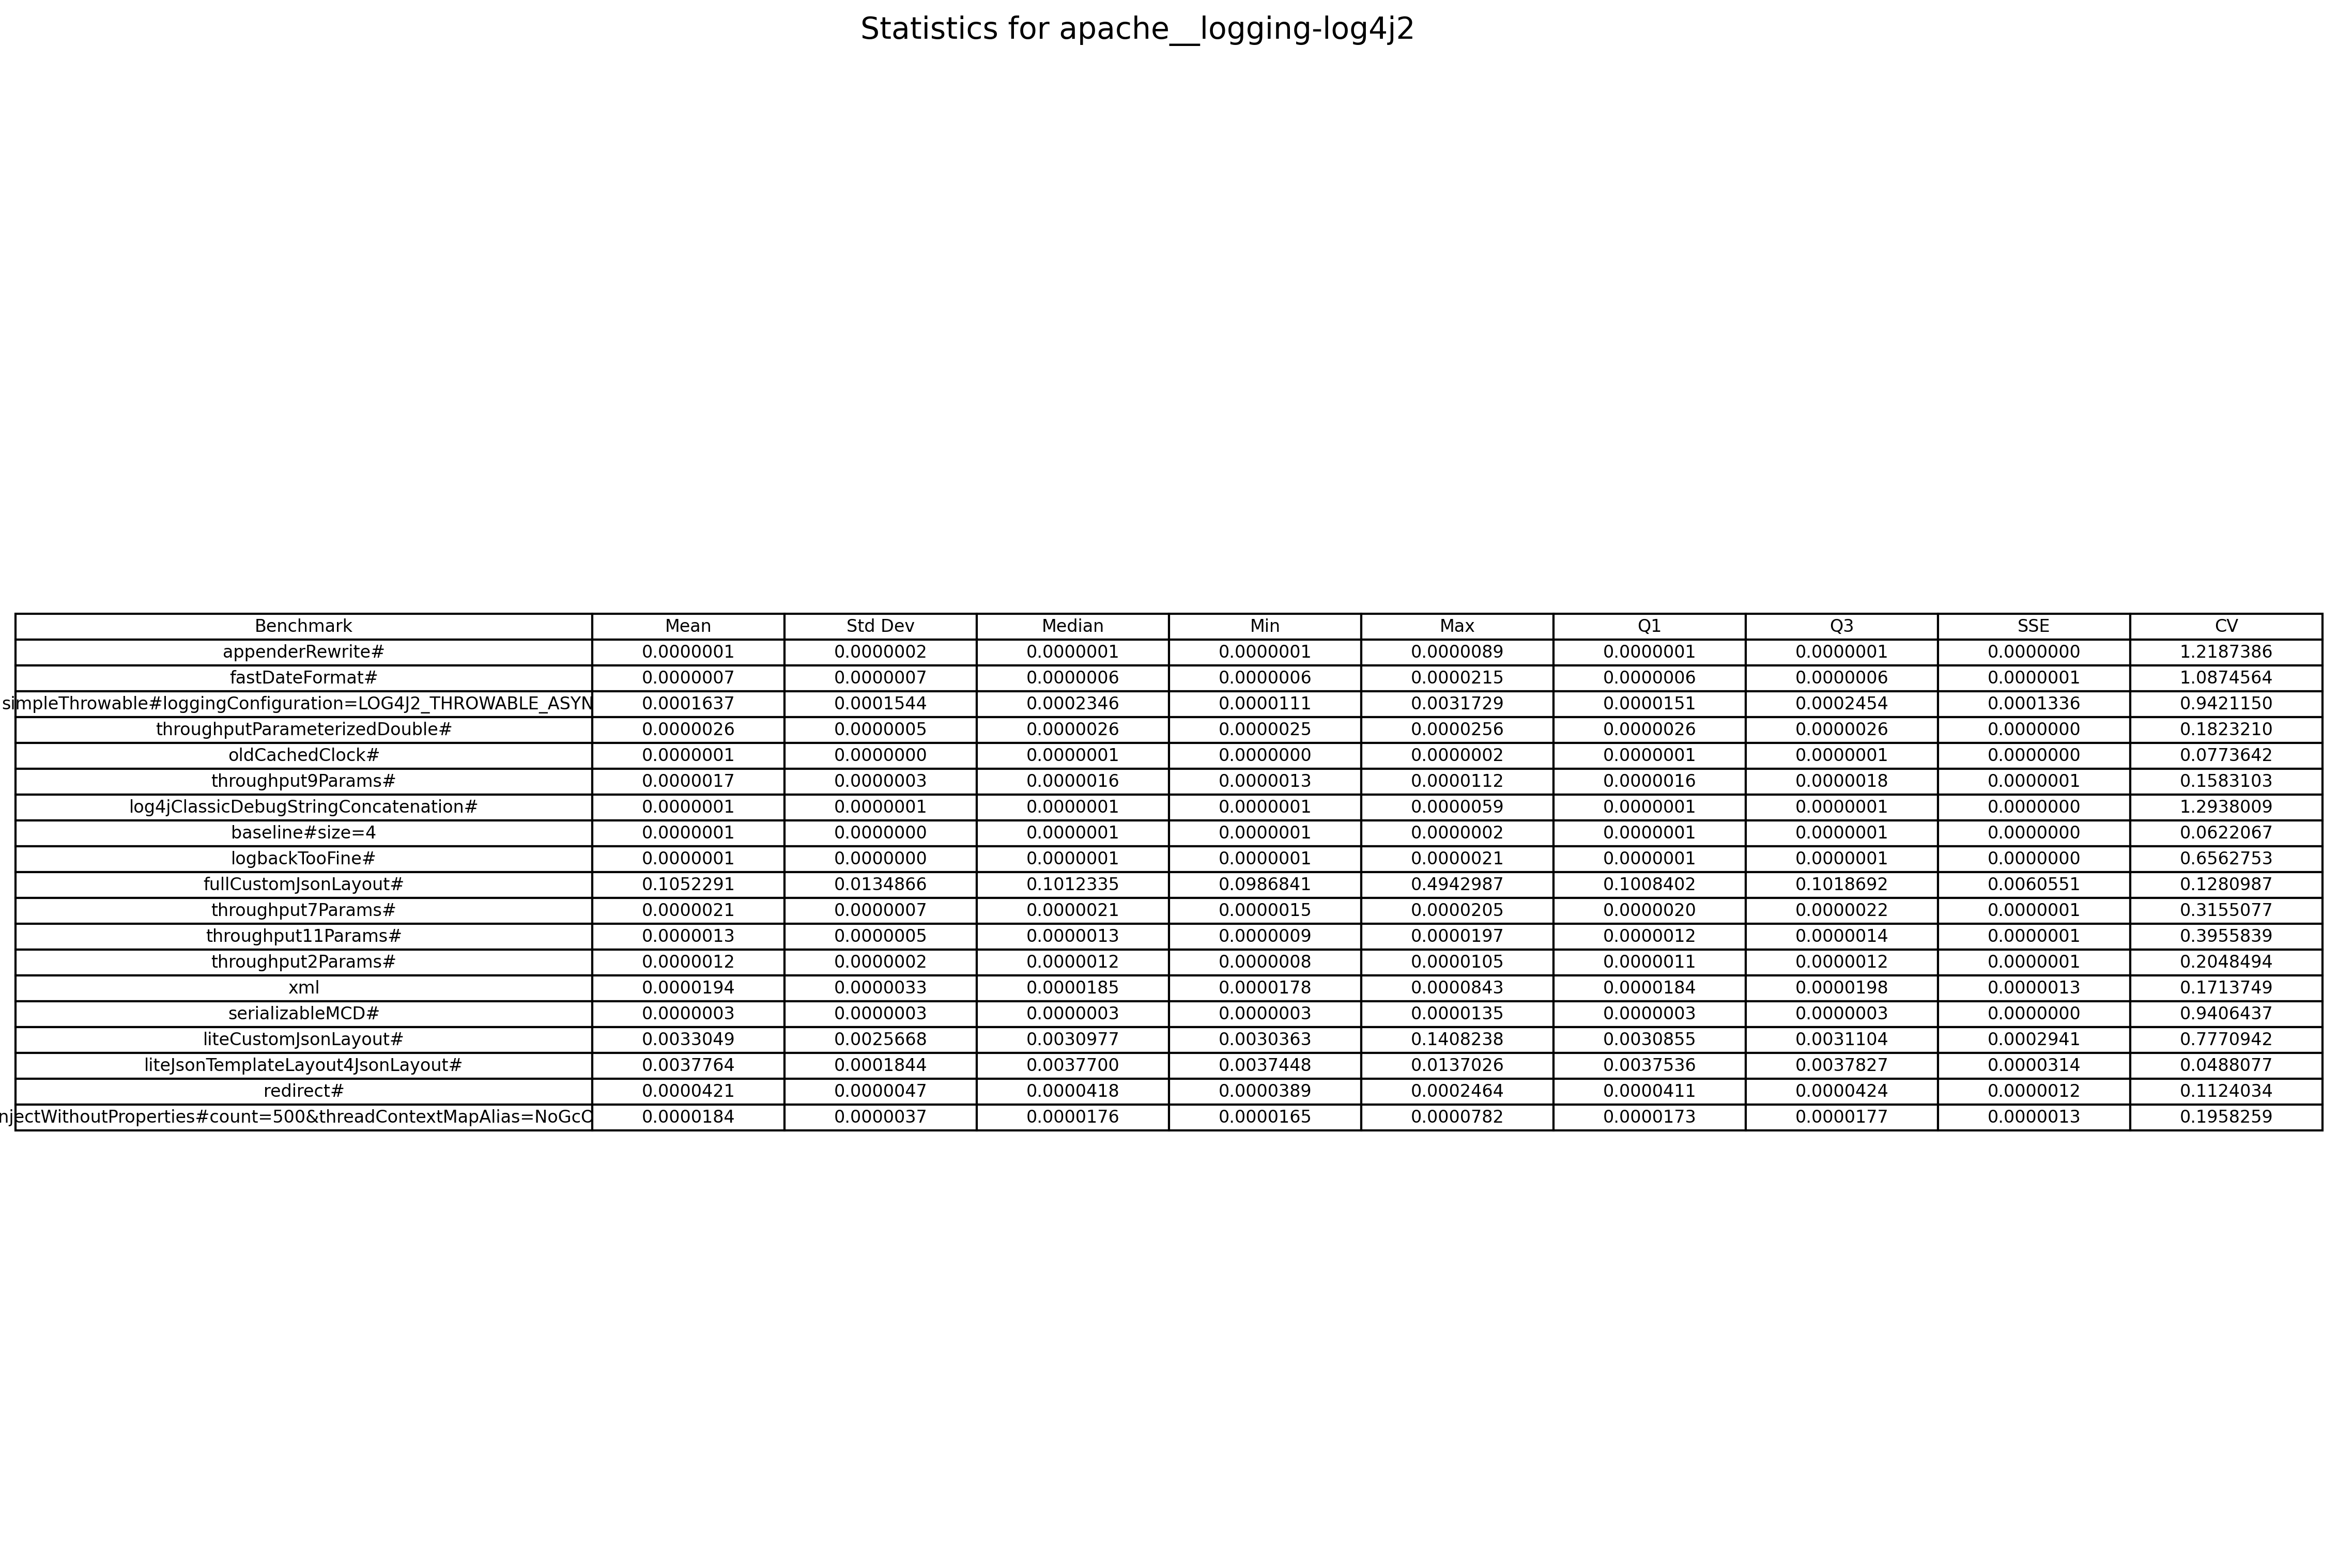 Statistics for apache__logging-log4j2
Benchmark Mean Std Dev Median Min Max Q1 Q3 SSE CV
appenderRewrite# 0.0000001 0.0000002 0.0000001 0.0000001 0.0000089 0.0000001 0.0000001 0.0000000 1.2187386
fastDateFormat# 0.0000007 0.0000007 0.0000006 0.0000006 0.0000215 0.0000006 0.0000006 0.0000001 1.0874564
simpleThrowable#loggingConfiguration=LOG4J2_THROWABLE_ASYN 0.0001637 0.0001544 0.0002346 0.0000111 0.0031729 0.0000151 0.0002454 0.0001336 0.9421150
throughputParameterizedDouble# 0.0000026 0.0000005 0.0000026 0.0000025 0.0000256 0.0000026 0.0000026 0.0000000 0.1823210
oldCachedClock# 0.0000001 0.0000000 0.0000001 0.0000000 0.0000002 0.0000001 0.0000001 0.0000000 0.0773642
throughput9Params# 0.0000017 0.0000003 0.0000016 0.0000013 0.0000112 0.0000016 0.0000018 0.0000001 0.1583103
log4jClassicDebugStringConcatenation# 0.0000001 0.0000001 0.0000001 0.0000001 0.0000059 0.0000001 0.0000001 0.0000000 1.2938009
baseline#size=4 0.0000001 0.0000000 0.0000001 0.0000001 0.0000002 0.0000001 0.0000001 0.0000000 0.0622067
logbackTooFine# 0.0000001 0.0000000 0.0000001 0.0000001 0.0000021 0.0000001 0.0000001 0.0000000 0.6562753
fullCustomJsonLayout# 0.1052291 0.0134866 0.1012335 0.0986841 0.4942987 0.1008402 0.1018692 0.0060551 0.1280987
throughput7Params# 0.0000021 0.0000007 0.0000021 0.0000015 0.0000205 0.0000020 0.0000022 0.0000001 0.3155077
throughput11Params# 0.0000013 0.0000005 0.0000013 0.0000009 0.0000197 0.0000012 0.0000014 0.0000001 0.3955839
throughput2Params# 0.0000012 0.0000002 0.0000012 0.0000008 0.0000105 0.0000011 0.0000012 0.0000001 0.2048494
xml 0.0000194 0.0000033 0.0000185 0.0000178 0.0000843 0.0000184 0.0000198 0.0000013 0.1713749
serializableMCD# 0.0000003 0.0000003 0.0000003 0.0000003 0.0000135 0.0000003 0.0000003 0.0000000 0.9406437
liteCustomJsonLayout# 0.0033049 0.0025668 0.0030977 0.0030363 0.1408238 0.0030855 0.0031104 0.0002941 0.7770942
liteJsonTemplateLayout4JsonLayout# 0.0037764 0.0001844 0.0037700 0.0037448 0.0137026 0.0037536 0.0037827 0.0000314 0.0488077
redirect# 0.0000421 0.0000047 0.0000418 0.0000389 0.0002464 0.0000411 0.0000424 0.0000012 0.1124034
njectWithoutProperties#count=500&threadContextMapAlias=NoGcO 0.0000184 0.0000037 0.0000176 0.0000165 0.0000782 0.0000173 0.0000177 0.0000013 0.1958259